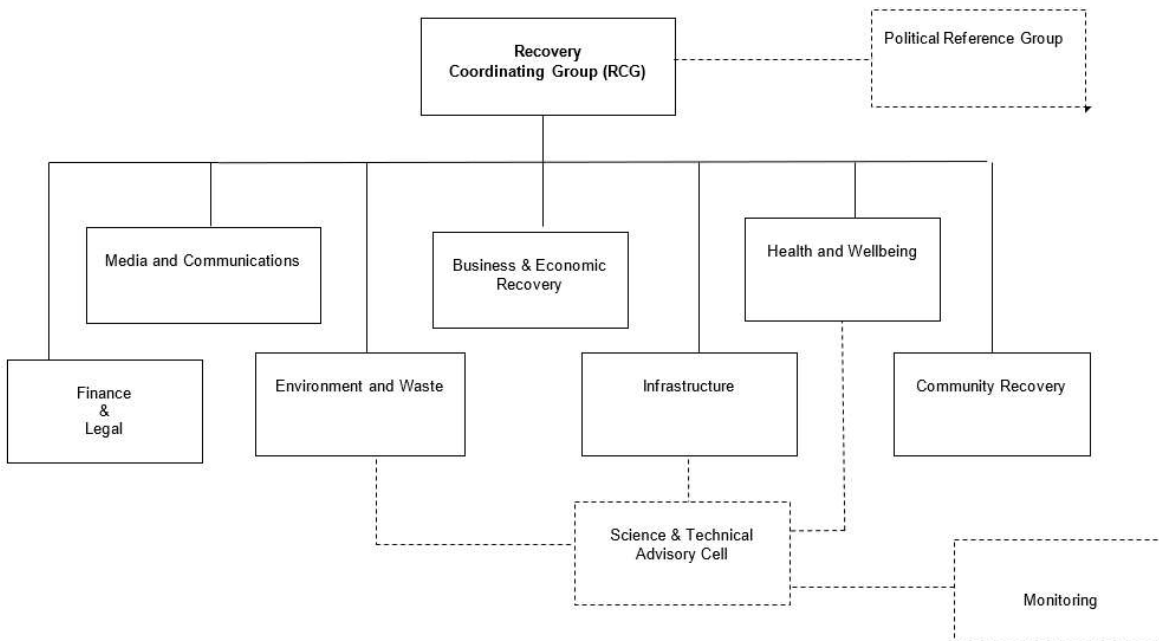 Recovery
Coordinating Group (RCG)
Political Reference Group
Media and Communications
Business & Economic
Recovery
Health and Wellbeing
Finance
&
Legal
Environment and Waste
Infrastructure
Community Recovery
Science & Technical
Advisory Cell
Monitoring